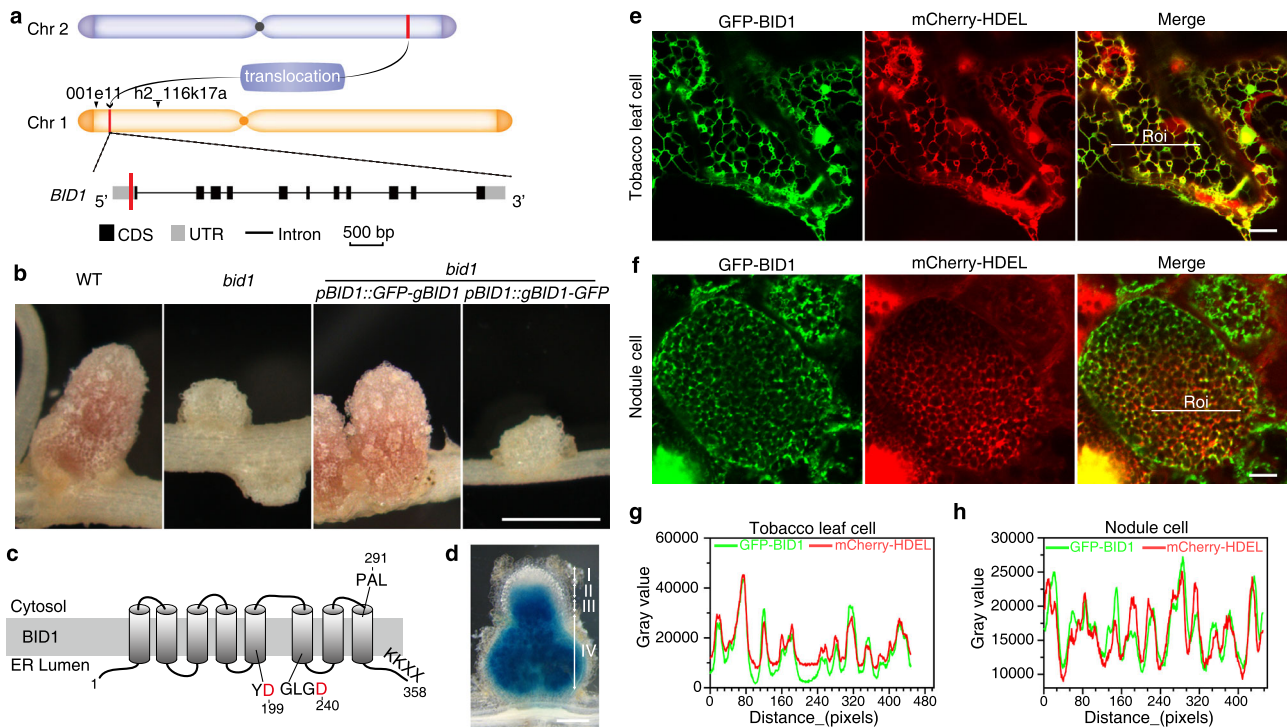 a
Chr 2
translocation
001e11 h2_116k17a
Chr 1
BID1 5' 3'
CDS UTR Intron 500 bp
b
WT bid1 bid1
pBID1::GFP-gBID1 pBID1::gBID1-GFP
c
291
PAL
Cytosol
BID1
ER Lumen
1
YD GLGD
199 240
KKXX
358
d
I
II
III
IV
e
GFP-BID1 mCherry-HDEL Merge
Tobacco leaf cell
Roi
f
GFP-BID1 mCherry-HDEL Merge
Nodule cell
Roi
g
Tobacco leaf cell
GFP-BID1 mCherry-HDEL
Gray value
60000
40000
20000
0
0 80 160 240 320 400 480
Distance_(pixels)
h
Nodule cell
GFP-BID1 mCherry-HDEL
Gray value
30000
25000
20000
15000
10000
0 80 160 240 320 400
Distance_(pixels)